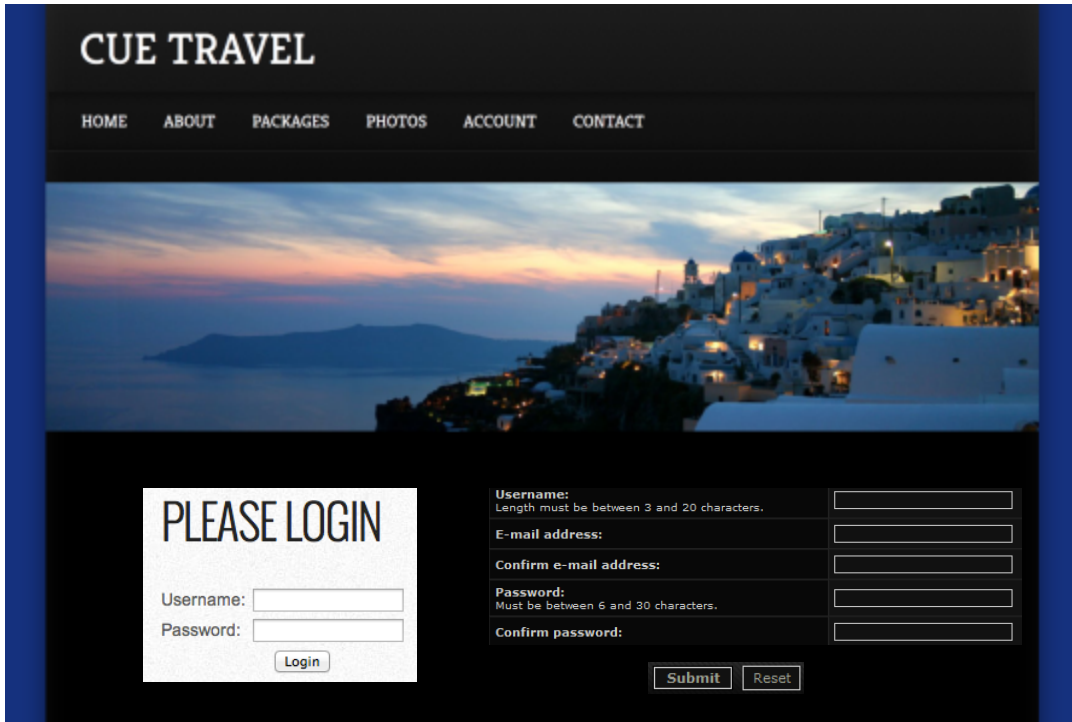 CUE TRAVEL
HOME ABOUT PACKAGES PHOTOS ACCOUNT CONTACT
PLEASE LOGIN
Username:
Password:
Login
Username:
Length must be between 3 and 20 characters.
E-mail address:
Confirm e-mail address:
Password:
Must be between 6 and 30 characters.
Confirm password:
Submit Reset